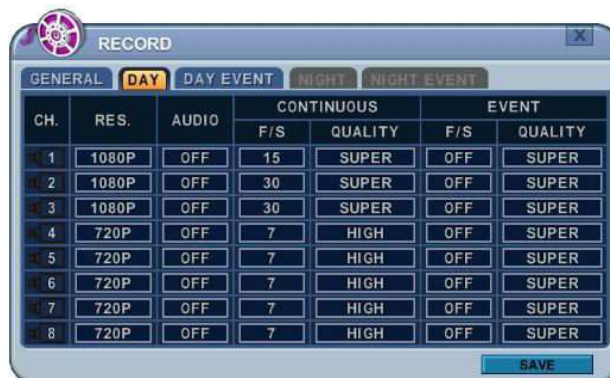 RECORD X
GENERAL DAY DAY EVENT NIGHT NIGHT EVENT
CH. RES. AUDIO CONTINUOUS EVENT
F/S QUALITY F/S QUALITY
1 1080P OFF 15 SUPER OFF SUPER
2 1080P OFF 30 SUPER OFF SUPER
3 1080P OFF 30 SUPER OFF SUPER
4 720P OFF 7 HIGH OFF SUPER
5 720P OFF 7 HIGH OFF SUPER
6 720P OFF 7 HIGH OFF SUPER
7 720P OFF 7 HIGH OFF SUPER
8 720P OFF 7 HIGH OFF SUPER
SAVE